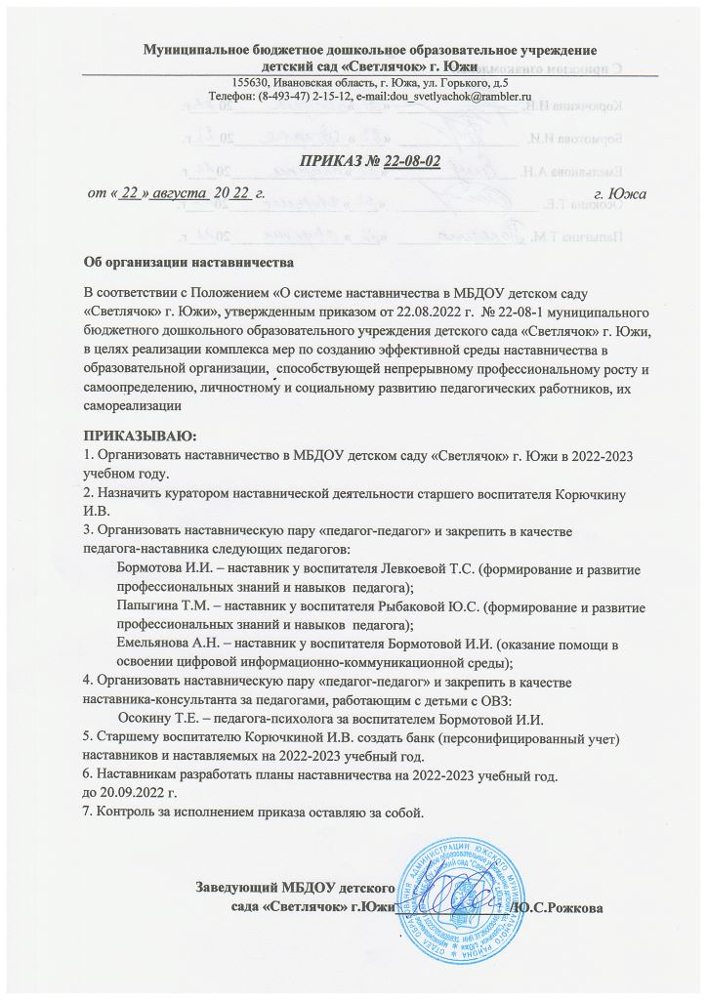 Муниципальное бюджетное дошкольное образовательное учреждение
детский сад «Светлячок» г. Южи
155630, Ивановская область, г. Южа, ул. Горького, д.5
Телефон: (8-493-47) 2-15-12, e-mail:dou_svetlyachok@rambler.ru
ПРИКАЗ № 22-08-02
от « 22 » августа 20 22 г. г. Южа
Об организации наставничества
В соответствии с Положением «О системе наставничества в МБДОУ детском саду
«Светлячок» г. Южи», утвержденным приказом от 22.08.2022 г. № 22-08-1 муниципального
бюджетного дошкольного образовательного учреждения детского сада «Светлячок» г. Южи,
в целях реализации комплекса мер по созданию эффективной среды наставничества в
образовательной организации, способствующей непрерывному профессиональному росту и
самоопределению, личностному и социальному развитию педагогических работников, их
самореализации
ПРИКАЗЫВАЮ:
1. Организовать наставничество в МБДОУ детском саду «Светлячок» г. Южи в 2022-2023
учебном году.
2. Назначить куратором наставнической деятельности старшего воспитателя Корючкину
И.В.
3. Организовать наставническую пару «педагог-педагог» и закрепить в качестве
педагога-наставника следующих педагогов:
Бормотова И.И. – наставник у воспитателя Левкоевой Т.С. (формирование и развитие
профессиональных знаний и навыков педагога);
Папыгина Т.М. – наставник у воспитателя Рыбаковой Ю.С. (формирование и развитие
профессиональных знаний и навыков педагога);
Емельянова А.Н. – наставник у воспитателя Бормотовой И.И. (оказание помощи в
освоении цифровой информационно-коммуникационной среды);
4. Организовать наставническую пару «педагог-педагог» и закрепить в качестве
наставника-консультанта за педагогами, работающим с детьми с ОВЗ:
Осокину Т.Е. – педагога-психолога за воспитателем Бормотовой И.И.
5. Старшему воспитателю Корючкиной И.В. создать банк (персонифицированный учет)
наставников и наставляемых на 2022-2023 учебный год.
6. Наставникам разработать планы наставничества на 2022-2023 учебный год.
до 20.09.2022 г.
7. Контроль за исполнением приказа оставляю за собой.
Заведующий МБДОУ детского
сада «Светлячок» г.Южи /Ю.С.Рожкова